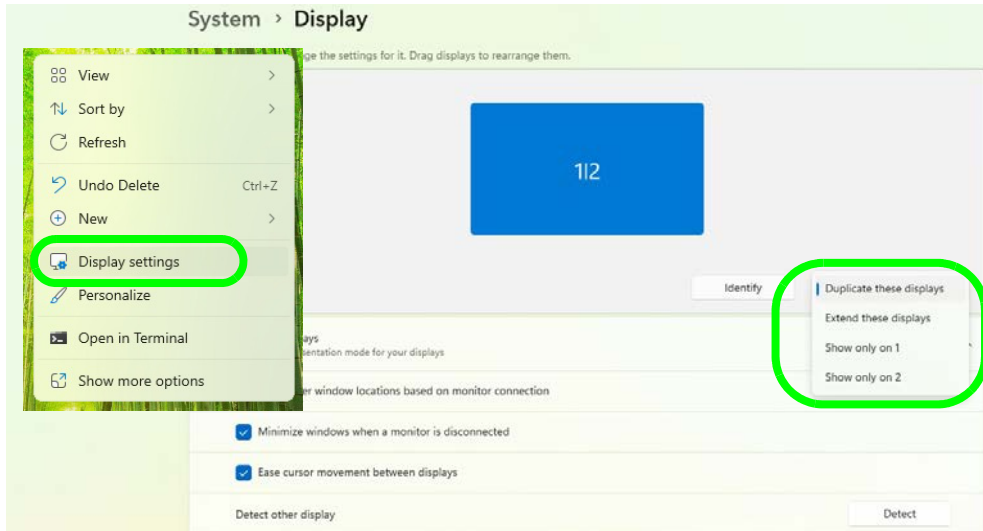 System > Display
ge the settings for it. Drag displays to rearrange them.
View
Sort by
Refresh
Undo Delete Ctrl+Z
New
Display settings
Personalize
Open in Terminal
Show more options
1|2
Identify
Duplicate these displays
Extend these displays
Show only on 1
Show only on 2
ays
sentation mode for your displays
er window locations based on monitor connection
Minimize windows when a monitor is disconnected
Ease cursor movement between displays
Detect other display
Detect